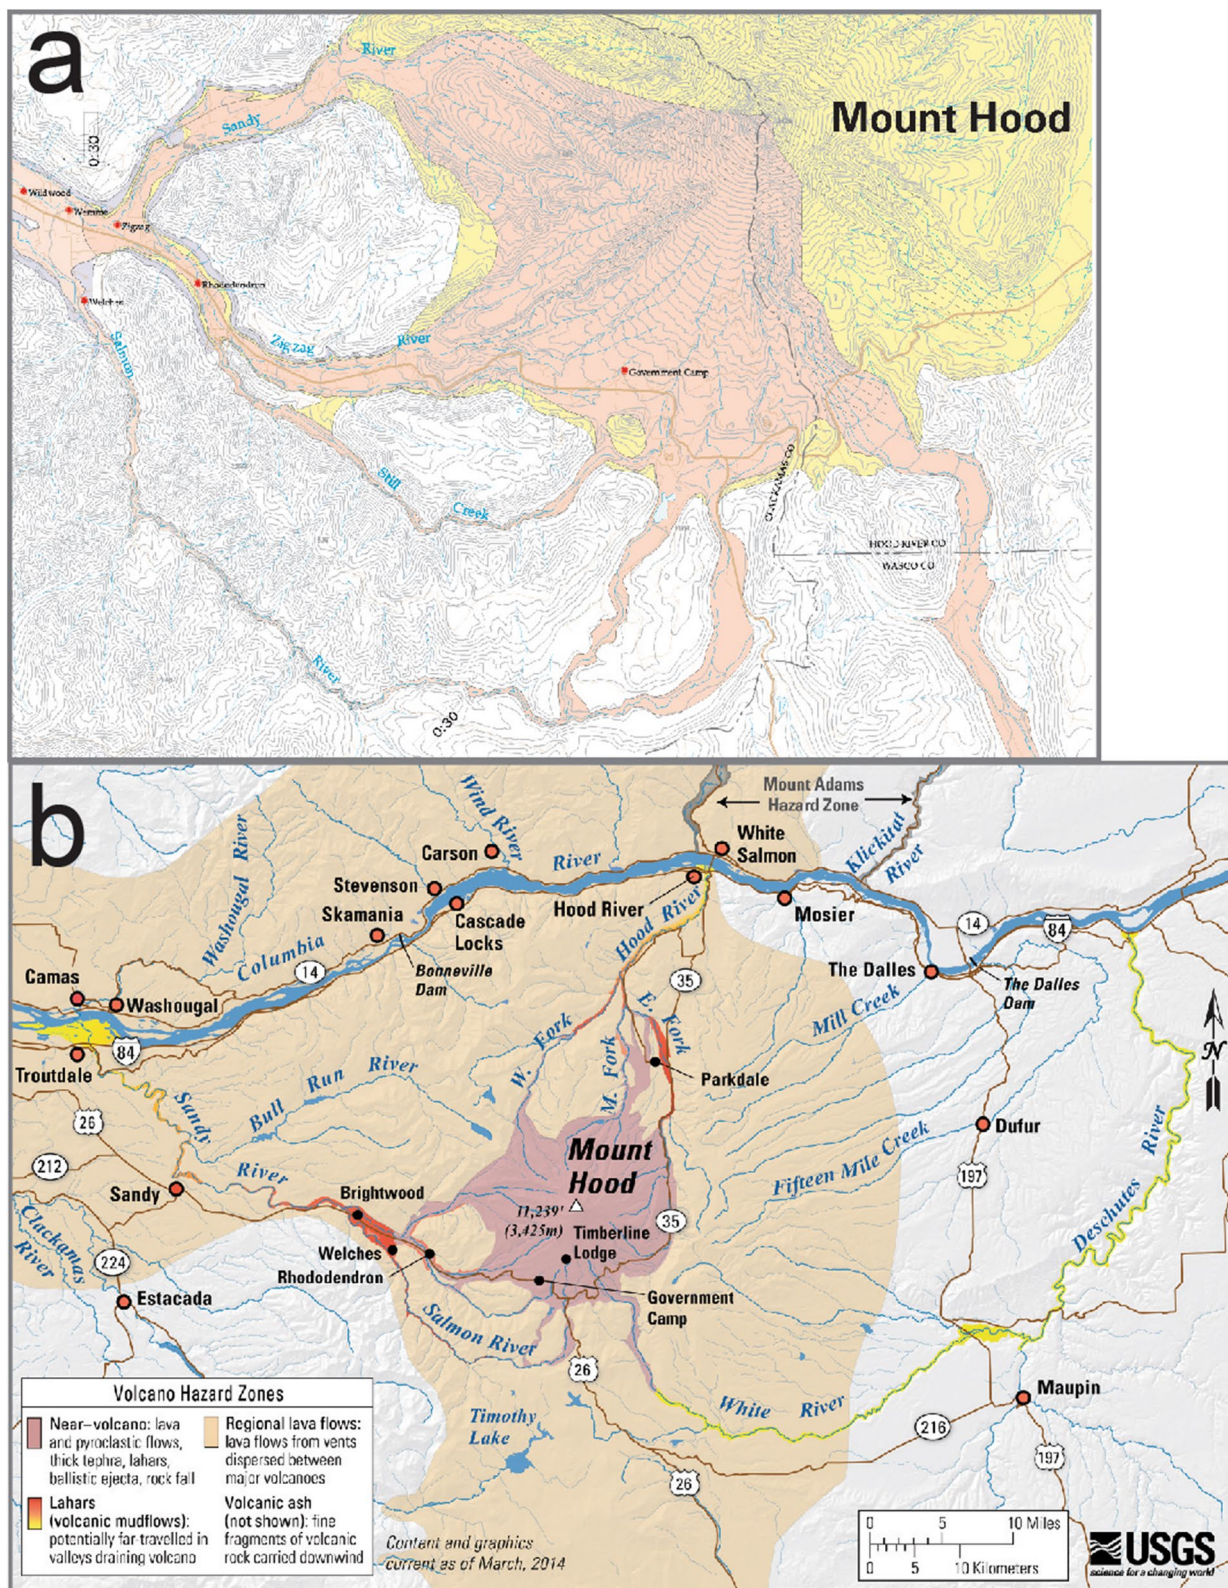 a
River
Sandy
Mount Hood
0:30
Wildwood
Wemme
Zigzag
Rhododendron
Welches
Salmon
Zigzag
River
Government Camp
Still
Creek
CLACKAMAS CO
HOOD RIVER CO
WASCO CO
River
0:30
b
Mount Adams
Hazard Zone
Wind River
Washougal River
Carson
River
White
Salmon
Klickitat
River
Stevenson
Skamania
Cascade
Locks
Hood River
Hood River
Mosier
Columbia
14
Bonneville
Dam
14
84
Camas
Washougal
35
The Dalles
The Dalles
Dam
Mill Creek
84
Troutdale
W. Fork
M. Fork
E. Fork
Parkdale
N
Bull Run River
Sandy
26
River
212
Sandy
Mount
Hood
11,239'
(3,425m)
Timberline
Lodge
35
Dufur
Fifteen Mile Creek
197
Deschutes
River
Brightwood
Welches
Rhododendron
Clackamas
River
224
Estacada
Government
Camp
Salmon River
26
White River
Maupin
216
197
Timothy
Lake
26
Volcano Hazard Zones
Near-volcano: lava
and pyroclastic flows,
thick tephra, lahars,
ballistic ejecta, rock fall
Regional lava flows:
lava flows from vents
dispersed between
major volcanoes
Lahars
(volcanic mudflows):
potentially far-travelled in
valleys draining volcano
Volcanic ash
(not shown): fine
fragments of volcanic
rock carried downwind
Content and graphics
current as of March, 2014
0 5 10 Miles
0 5 10 Kilometers
USGS
science for a changing world